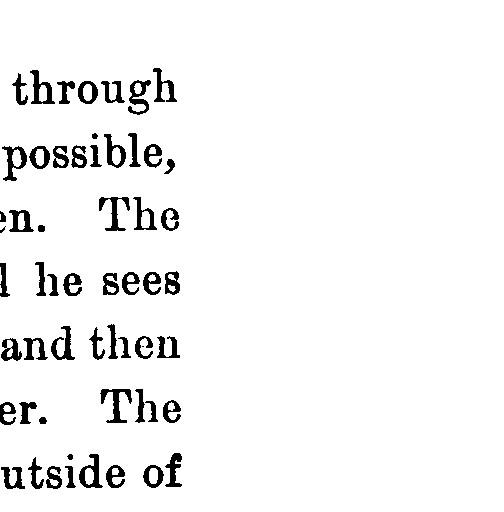 through
possible,
en. The
l he sees
and then
er. The
utside of